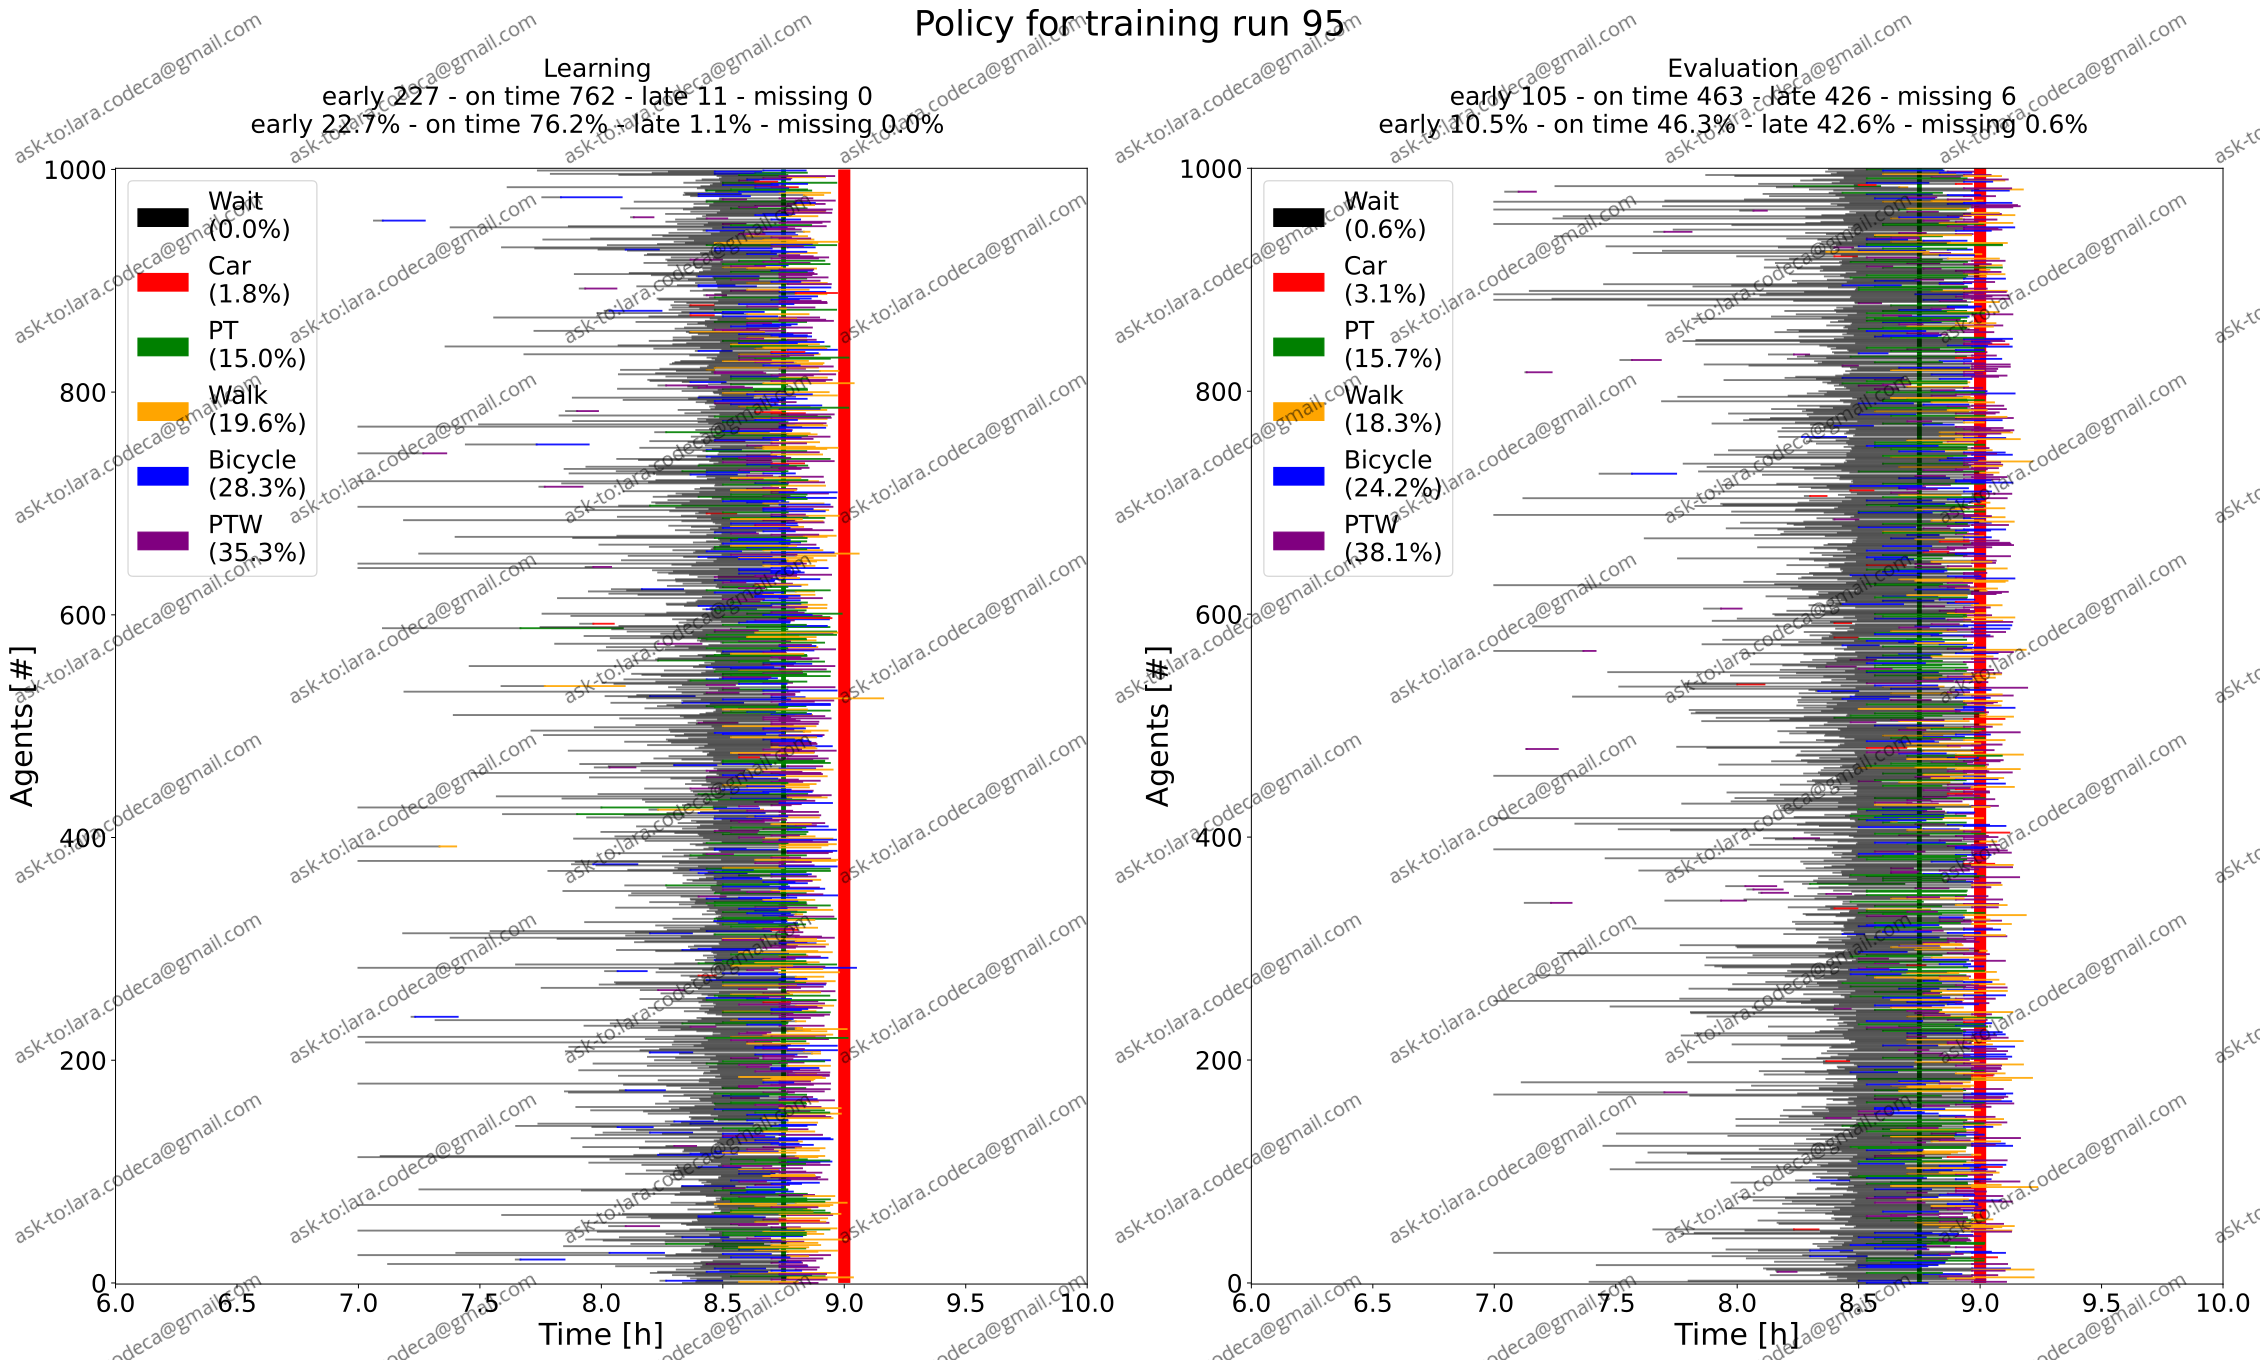 Policy for training run 95
Learning
early 227 - on time 762 - late 11 - missing 0
early 22.7% - on time 76.2% - late 1.1% - missing 0.0%
Evaluation
early 105 - on time 463 - late 426 - missing 6
early 10.5% - on time 46.3% - late 42.6% - missing 0.6%
Agents [#]
1000
800
600
400
200
0
Wait
(0.0%)
Car
(1.8%)
PT
(15.0%)
Walk
(19.6%)
Bicycle
(28.3%)
PTW
(35.3%)
6.0 6.5 7.0 7.5 8.0 8.5 9.0 9.5 10.0
Time [h]
Agents [#]
1000
800
600
400
200
0
Wait
(0.6%)
Car
(3.1%)
PT
(15.7%)
Walk
(18.3%)
Bicycle
(24.2%)
PTW
(38.1%)
6.0 6.5 7.0 7.5 8.0 8.5 9.0 9.5 10.0
Time [h]
ask-to:lara.codeca@gmail.com